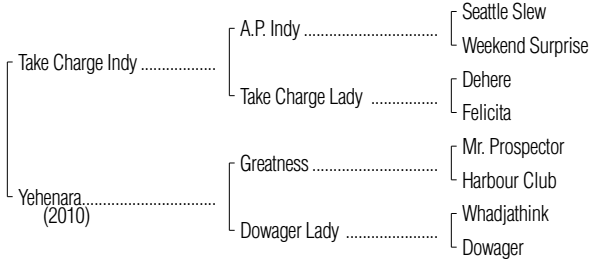 Seattle Slew
A.P. Indy ................................
Weekend Surprise
Take Charge Indy ..................
Dehere
Take Charge Lady ................
Felicita
Mr. Prospector
Greatness ..............................
Harbour Club
Yehenara................................
(2010)
Whadjathink
Dowager Lady ......................
Dowager